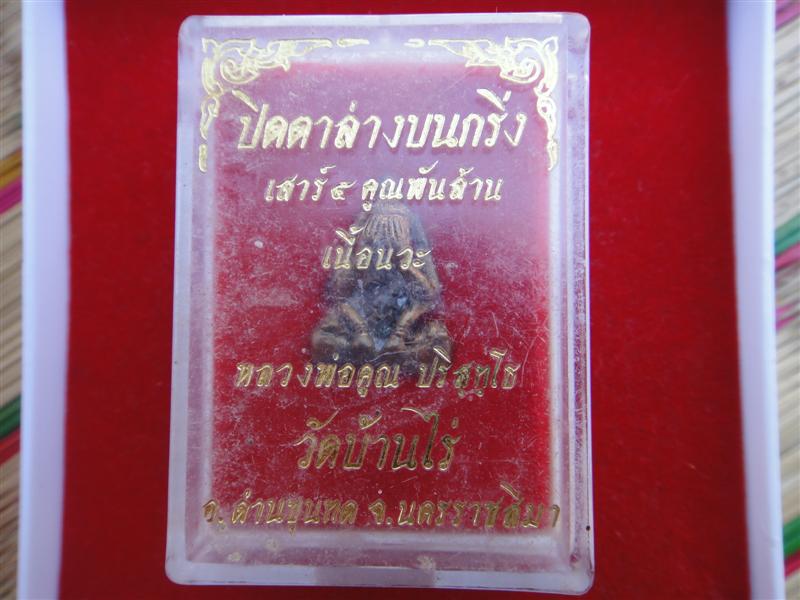 ปิดตาล่างบนกริ่ง
เสาร์ ๕ คูณพันล้าน
เนื้อนวะ
หลวงพ่อคูณ ปริสุทฺโธ
วัดบ้านไร่
อ.ด่านขุนทด จ.นครราชสิมา